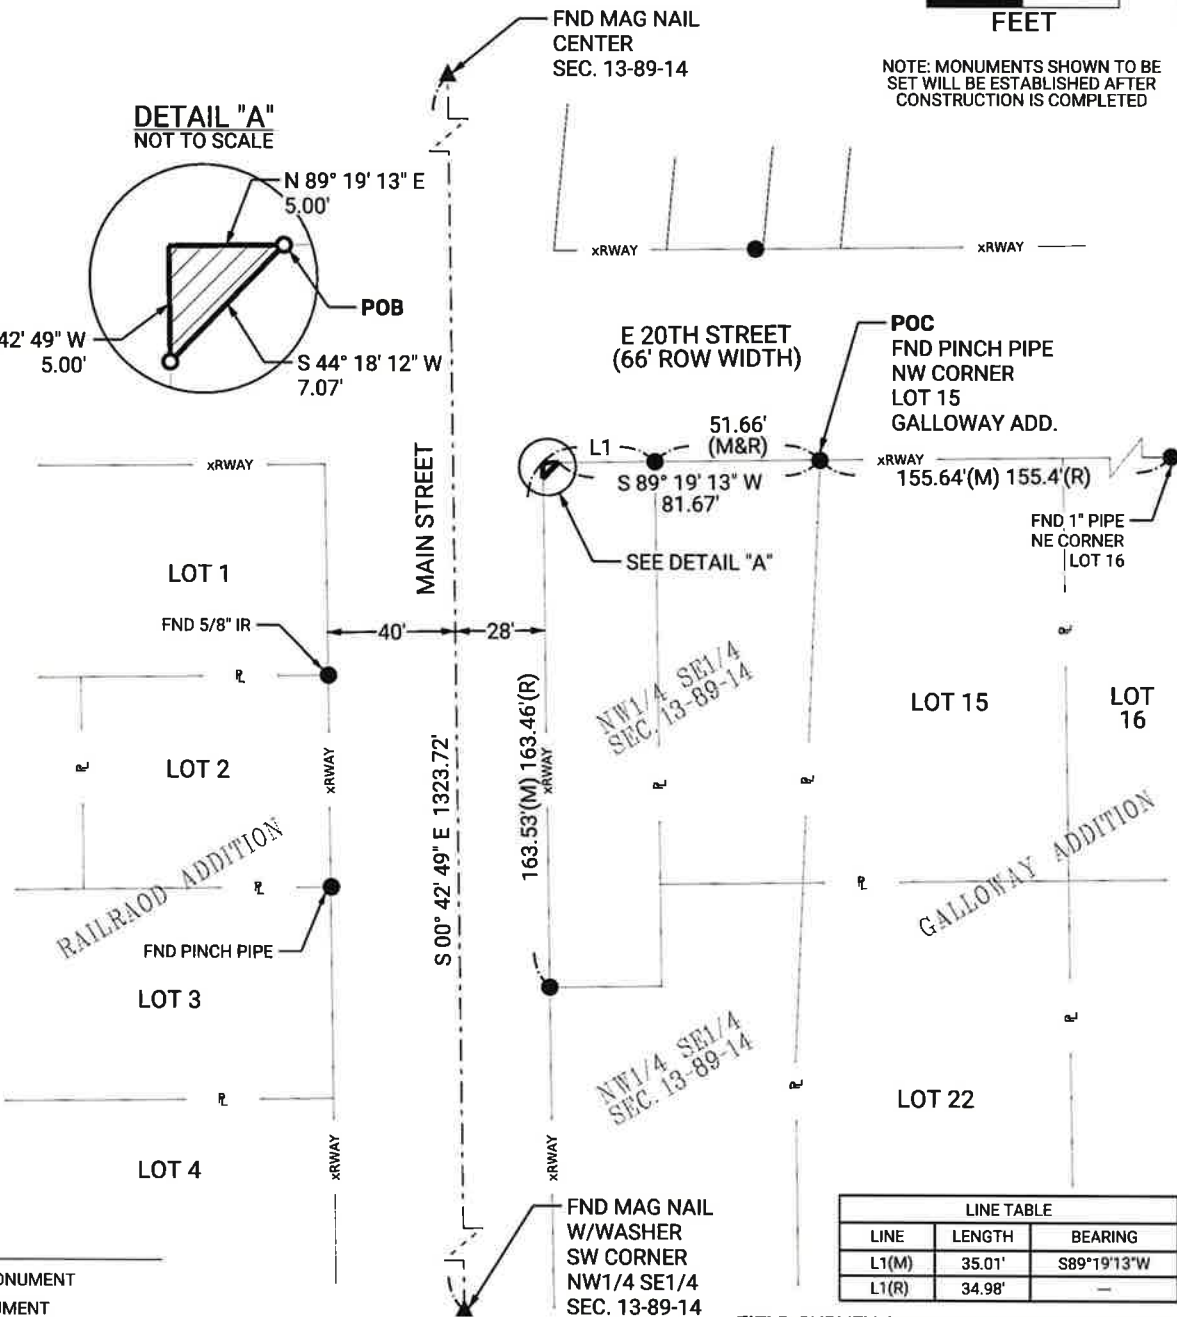 FND MAG NAIL
CENTER
SEC. 13-89-14
FEET
NOTE: MONUMENTS SHOWN TO BE
SET WILL BE ESTABLISHED AFTER
CONSTRUCTION IS COMPLETED
DETAIL "A"
NOT TO SCALE
N 89° 19' 13" E
5.00'
POB
42' 49" W
5.00'
S 44° 18' 12" W
7.07'
xRWAY
xRWAY
E 20TH STREET
(66' ROW WIDTH)
POC
FND PINCH PIPE
NW CORNER
LOT 15
GALLOWAY ADD.
xRWAY
MAIN STREET
L1
51.66'
(M&R)
S 89° 19' 13" W
81.67'
xRWAY
155.64'(M) 155.4'(R)
FND 1" PIPE
NE CORNER
LOT 16
SEE DETAIL "A"
LOT 1
FND 5/8" IR
40'
28'
NW1/4 SE1/4
SEC. 13-89-14
LOT 15
LOT
16
LOT 2
xRWAY
S 00° 42' 49" E 1323.72'
163.53'(M) 163.46'(R)
xRWAY
RAILRAOD ADDITION
GALLOWAY ADDITION
FND PINCH PIPE
LOT 3
NW1/4 SE1/4
SEC. 13-89-14
LOT 22
LOT 4
xRWAY
xRWAY
FND MAG NAIL
W/WASHER
SW CORNER
NW1/4 SE1/4
SEC. 13-89-14
LINE TABLE
LINE LENGTH BEARING
L1(M) 35.01' S89°19'13"W
L1(R) 34.98' —
ONUMENT
UMENT